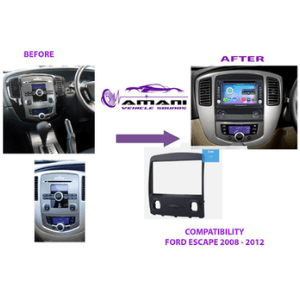 BEFORE
AFTER
AMANI
VEHICLE SOUNDS
COMPATIBILITY
FORD ESCAPE 2008 - 2012